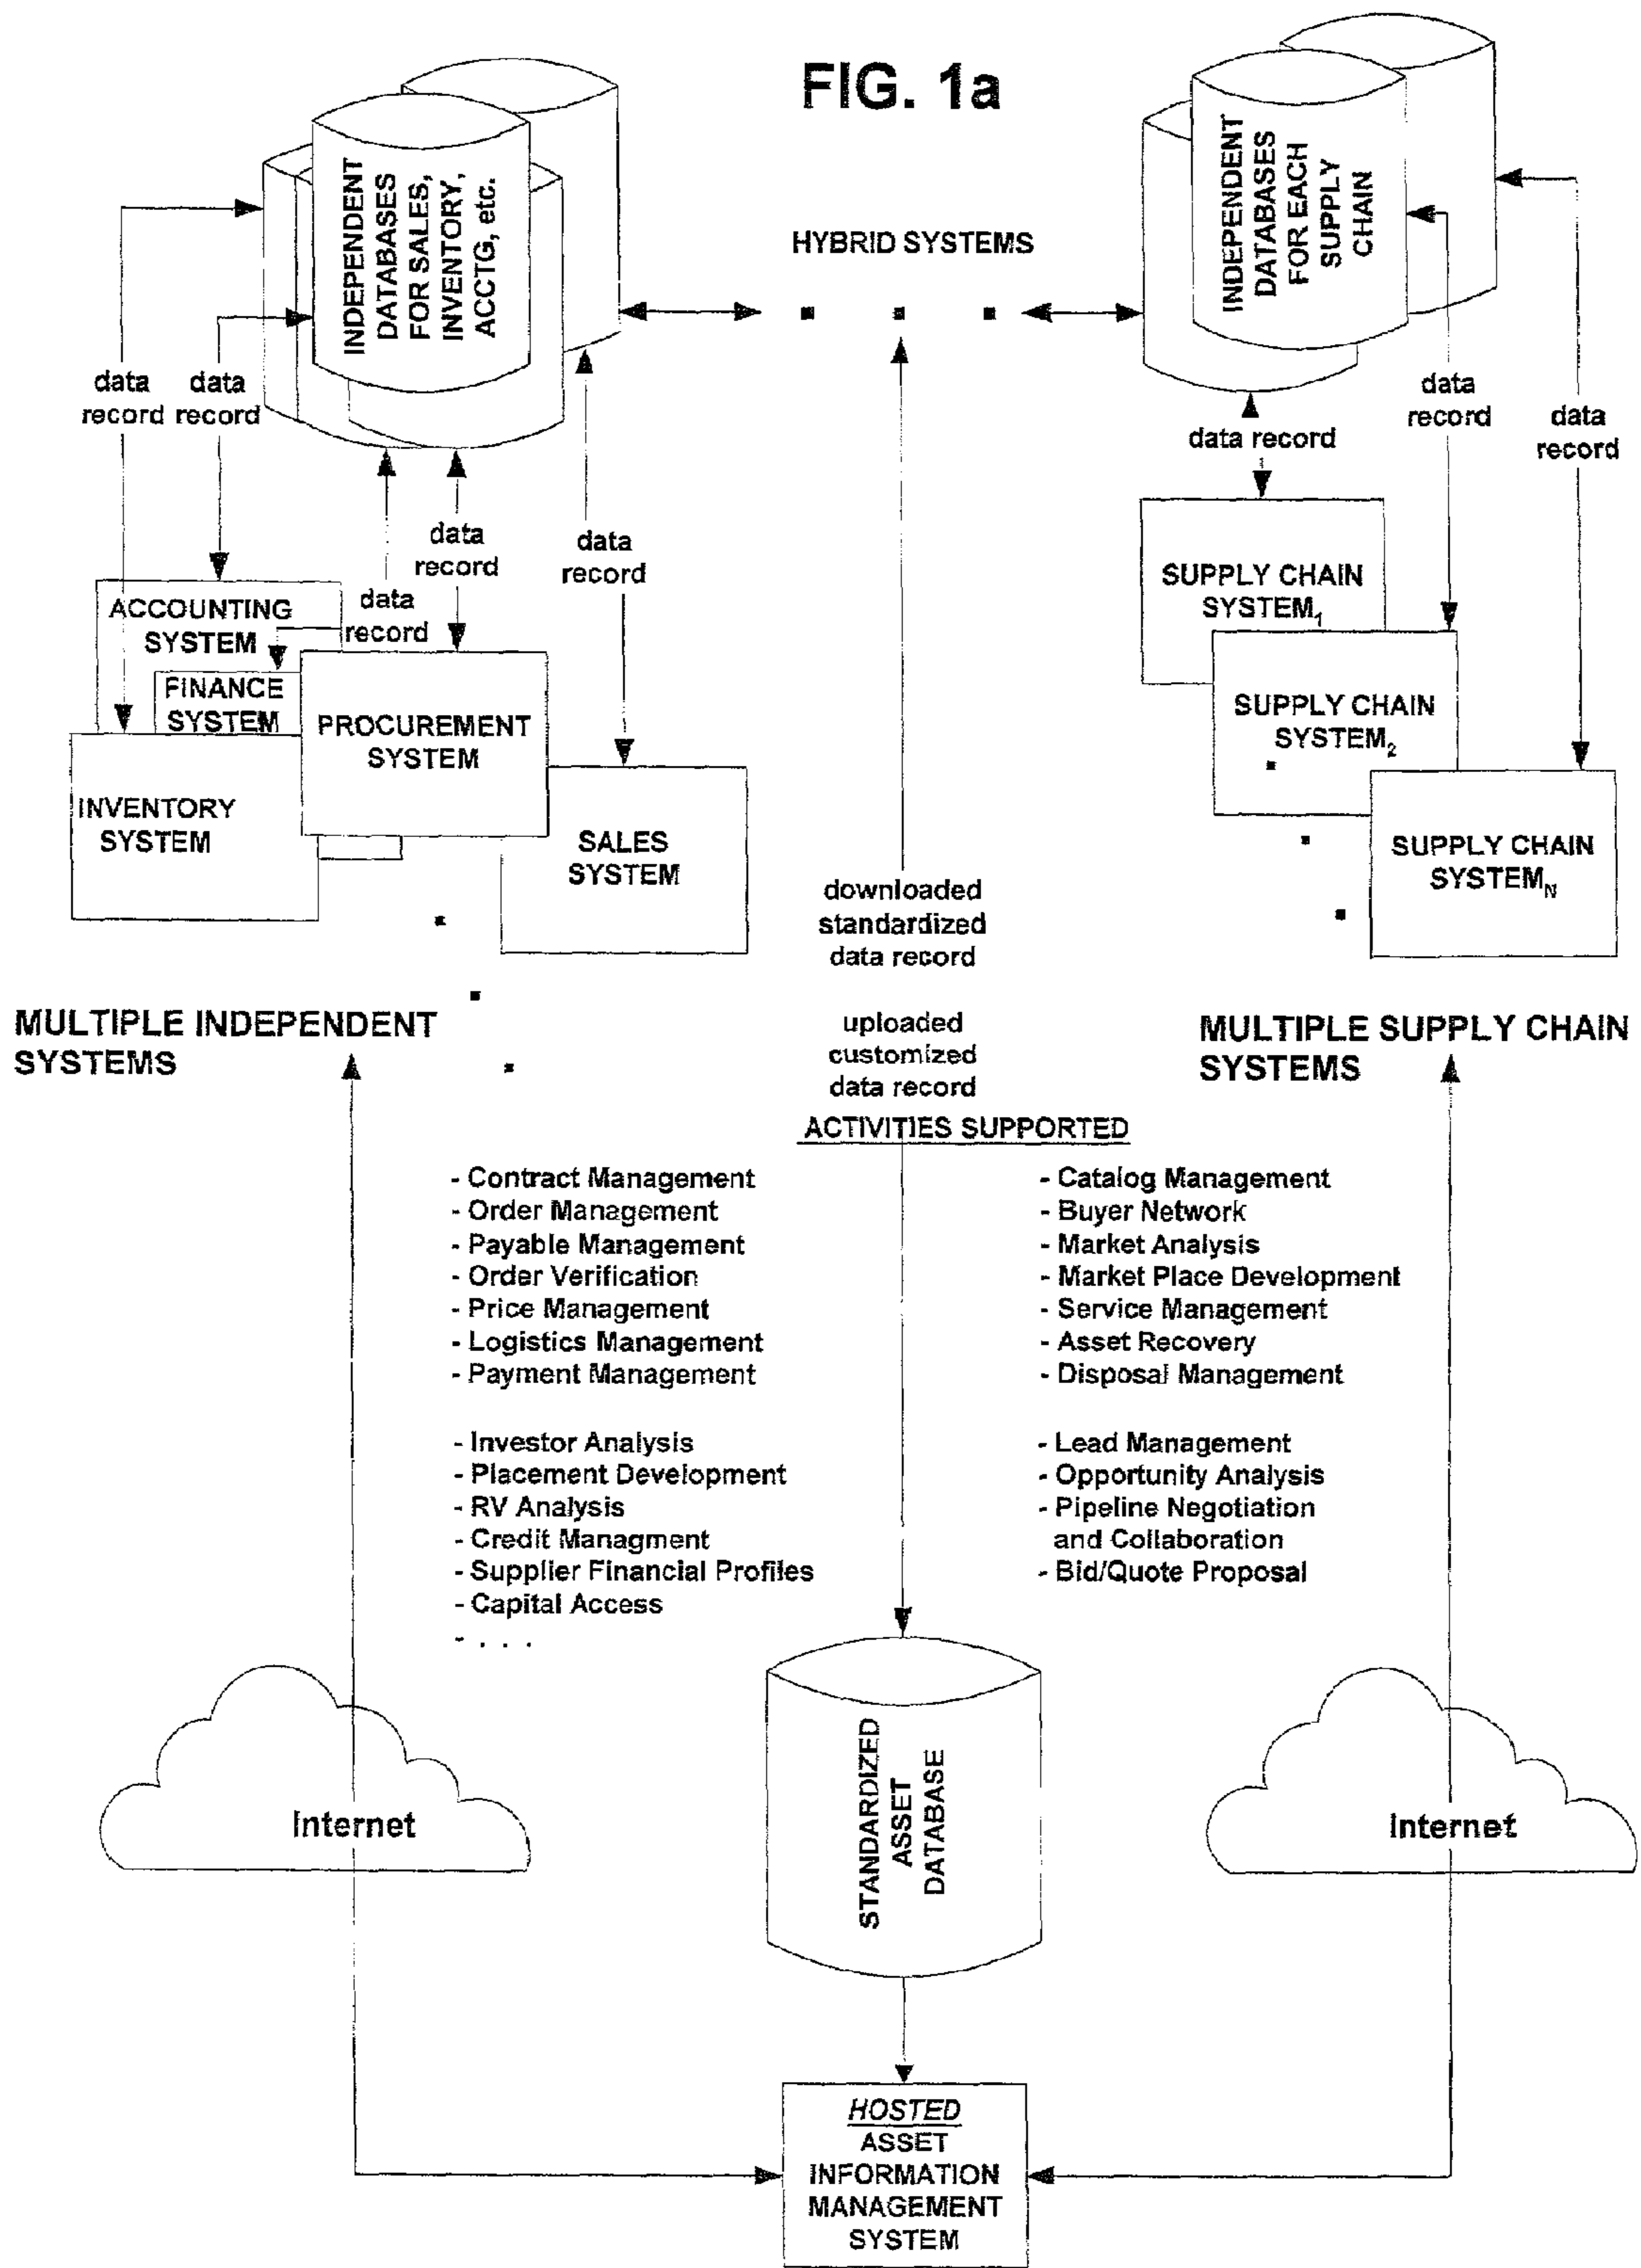 FIG. 1a
INDEPENDENT
DATABASES
FOR SALES,
INVENTORY,
ACCTG, etc.
HYBRID SYSTEMS
INDEPENDENT
DATABASES
FOR EACH
SUPPLY
CHAIN
data
record
data
record
data
record
data
record
data
record
data record
data
record
data
record
ACCOUNTING
SYSTEM
FINANCE
SYSTEM
PROCUREMENT
SYSTEM
INVENTORY
SYSTEM
SALES
SYSTEM
SUPPLY CHAIN
SYSTEM1
SUPPLY CHAIN
SYSTEM2
SUPPLY CHAIN
SYSTEMN
downloaded
standardized
data record
uploaded
customized
data record
MULTIPLE INDEPENDENT
SYSTEMS
MULTIPLE SUPPLY CHAIN
SYSTEMS
ACTIVITIES SUPPORTED
- Contract Management
- Order Management
- Payable Management
- Order Verification
- Price Management
- Logistics Management
- Payment Management
- Investor Analysis
- Placement Development
- RV Analysis
- Credit Managment
- Supplier Financial Profiles
- Capital Access
- . . .
- Catalog Management
- Buyer Network
- Market Analysis
- Market Place Development
- Service Management
- Asset Recovery
- Disposal Management
- Lead Management
- Opportunity Analysis
- Pipeline Negotiation
and Collaboration
- Bid/Quote Proposal
Internet
STANDARDIZED
ASSET
DATABASE
Internet
HOSTED
ASSET
INFORMATION
MANAGEMENT
SYSTEM